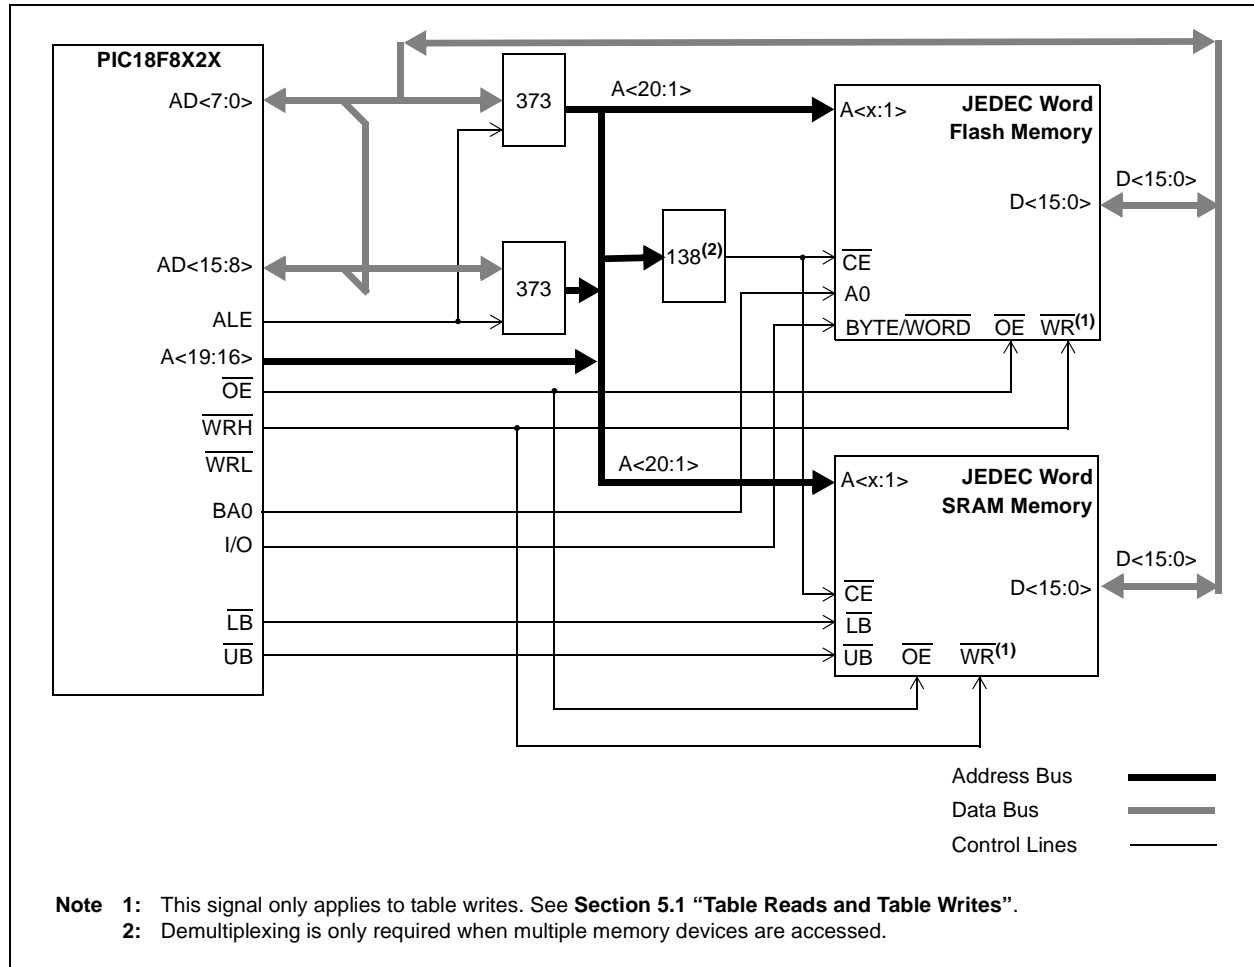 PIC18F8X2X
AD<7:0>
AD<15:8>
ALE
A<19:16>
OE
WRH
WRL
BA0
I/O
LB
UB
373
373
138(2)
A<20:1>
A<x:1>
JEDEC Word
Flash Memory
D<15:0>
D<15:0>
CE
A0
BYTE/WORD OE WR(1)
A<20:1>
A<x:1>
JEDEC Word
SRAM Memory
D<15:0>
D<15:0>
CE
LB
UB OE WR(1)
Address Bus
Data Bus
Control Lines
Note 1: This signal only applies to table writes. See Section 5.1 “Table Reads and Table Writes”.
2: Demultiplexing is only required when multiple memory devices are accessed.